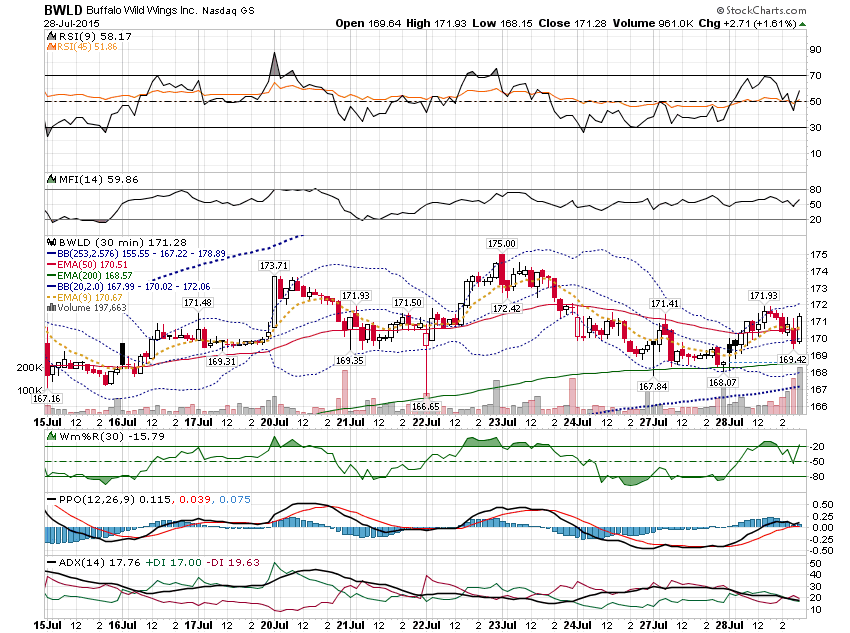 BWLD Buffalo Wild Wings Inc. Nasdaq GS
© StockCharts.com
28-Jul-2015
Open 169.64 High 171.93 Low 168.15 Close 171.28 Volume 961.0K Chg +2.71 (+1.61%)
RSI(9) 58.17
RSI(45) 51.86
90
70
50
30
10
MFI(14) 59.86
80
50
20
BWLD (30 min) 171.28
BB(253,2.576) 155.55 - 167.22 - 178.89
EMA(50) 170.51
EMA(200) 168.57
BB(20,2.0) 167.99 - 170.02 - 172.06
EMA(9) 170.67
Volume 197,663
175.00
173.71
172.42
171.93
171.50
171.48
171.41
171.93
169.31
169.35
169.42
167.84
168.07
167.16
166.65
175
174
173
172
171
170
169
168
167
166
200K
100K
15Jul 12 2 16Jul 12 2 17Jul 12 2 20Jul 12 2 21Jul 12 2 22Jul 12 2 23Jul 12 2 24Jul 12 2 27Jul 12 2 28Jul 12 2
Wm%R(30) -15.79
-20
-50
-80
PPO(12,26,9) 0.115, 0.039, 0.075
0.50
0.25
0.00
-0.25
-0.50
ADX(14) 17.76 +DI 17.00 -DI 19.63
50
40
30
20
10
15Jul 12 2 16Jul 12 2 17Jul 12 2 20Jul 12 2 21Jul 12 2 22Jul 12 2 23Jul 12 2 24Jul 12 2 27Jul 12 2 28Jul 12 2